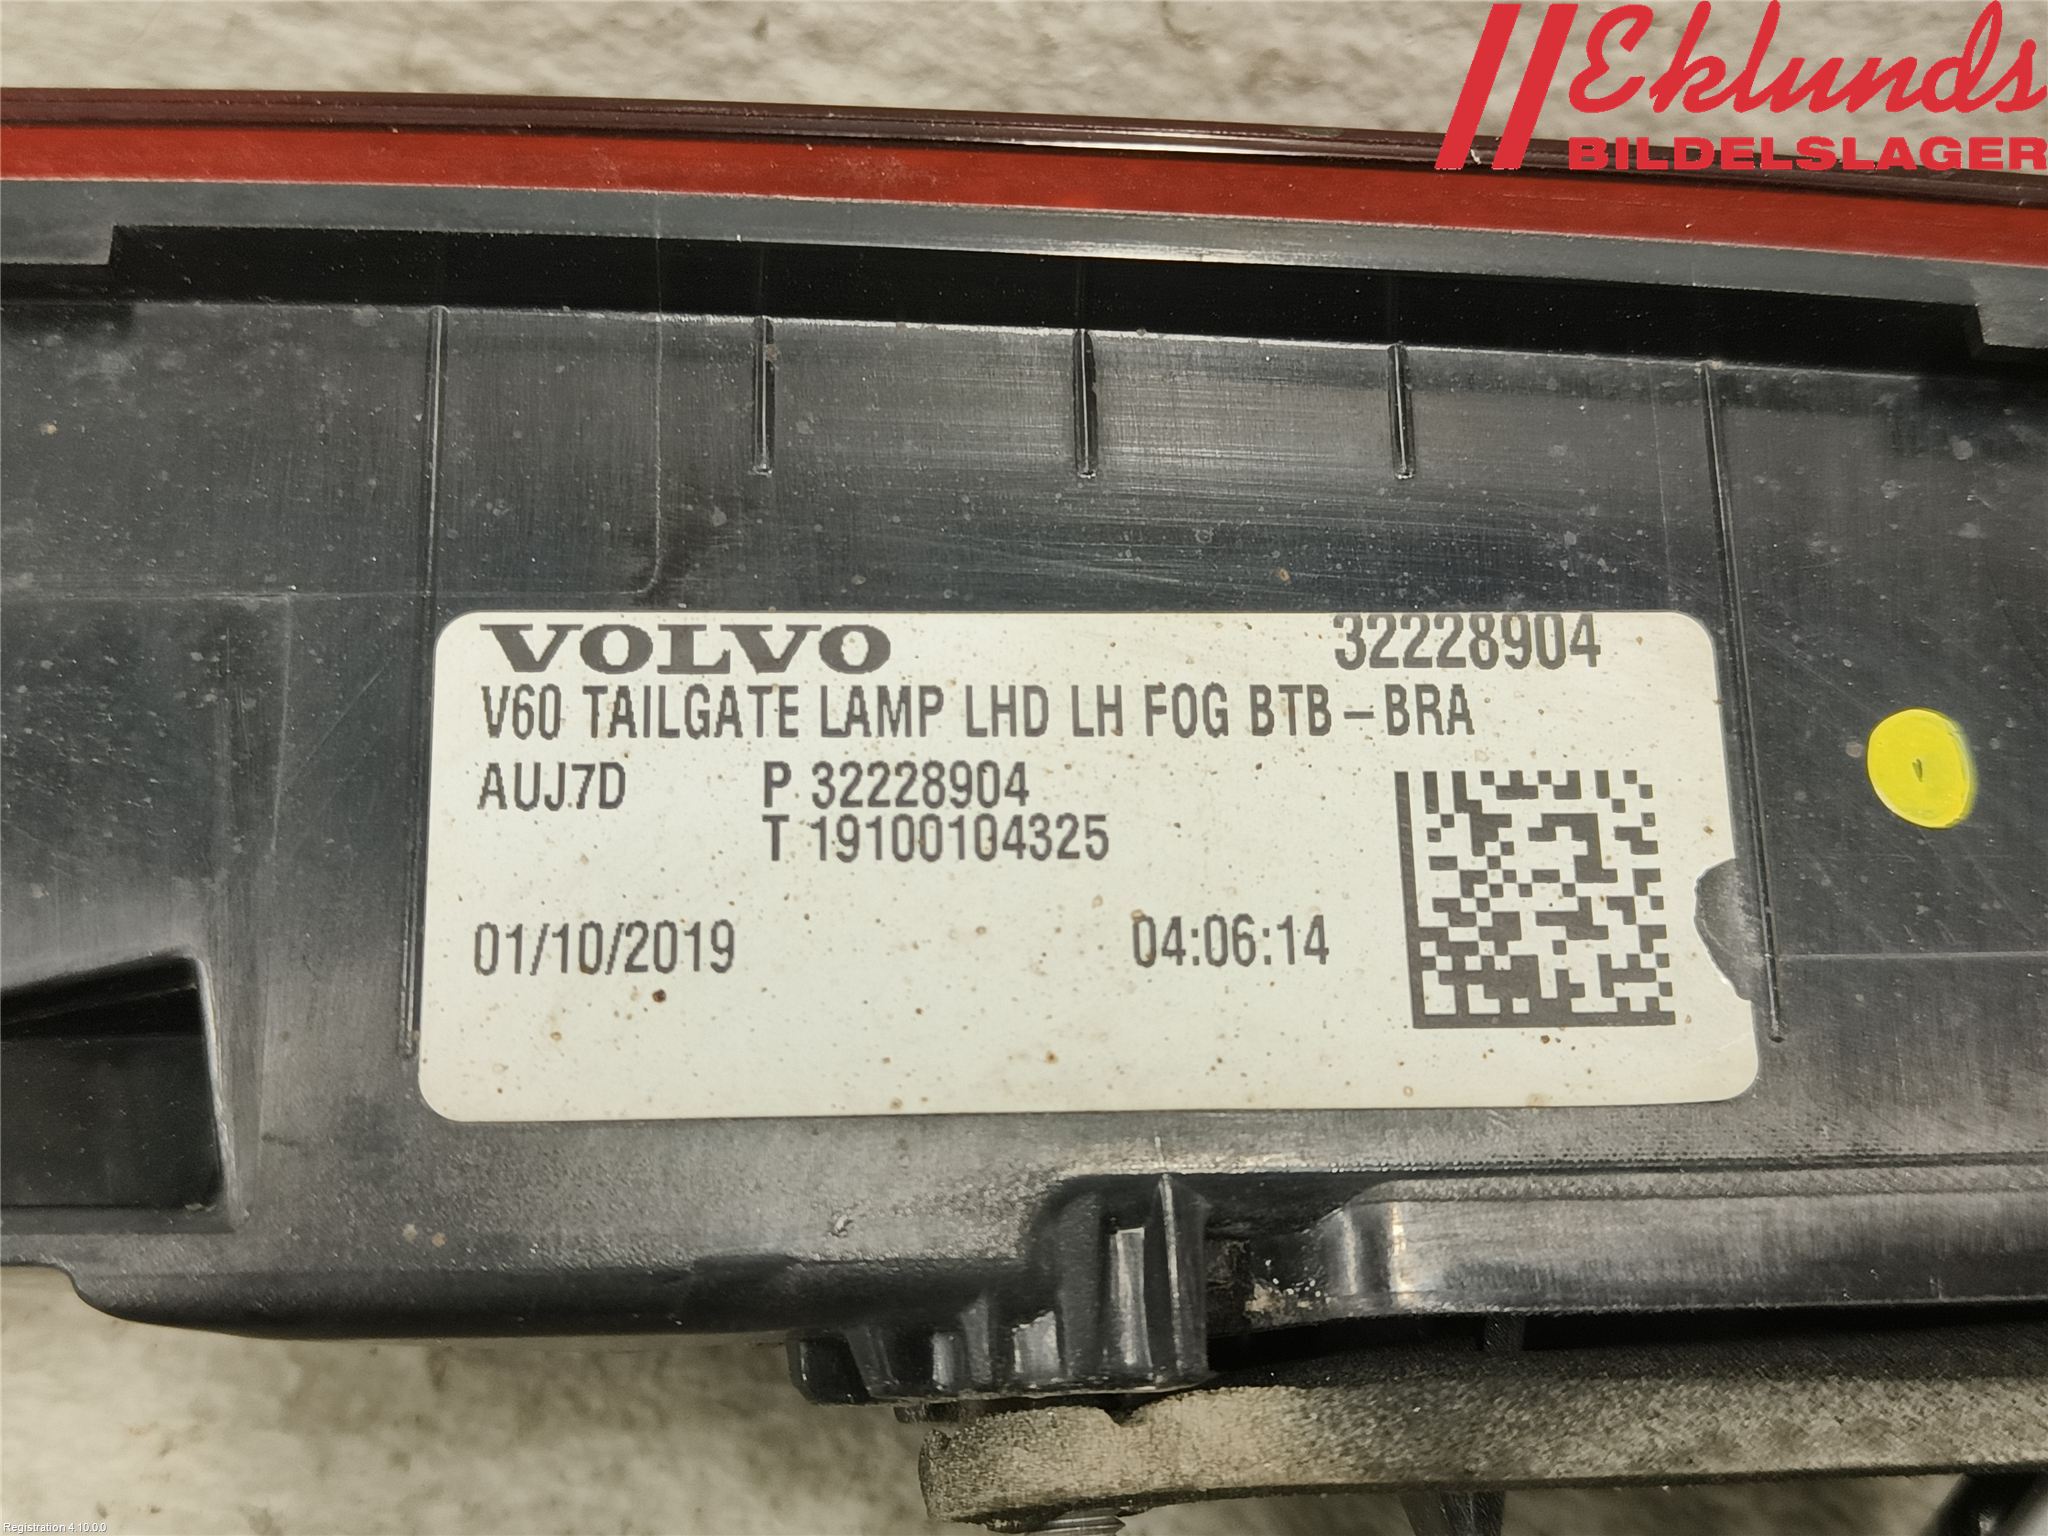 Eklunds
BILDELSLAGER
VOLVO 32228904
V60 TAILGATE LAMP LHD LH FOG BTB-BRA
AUJ7D P 32228904
T 19100104325
01/10/2019 04:06:14
Registration 4.10.0.0